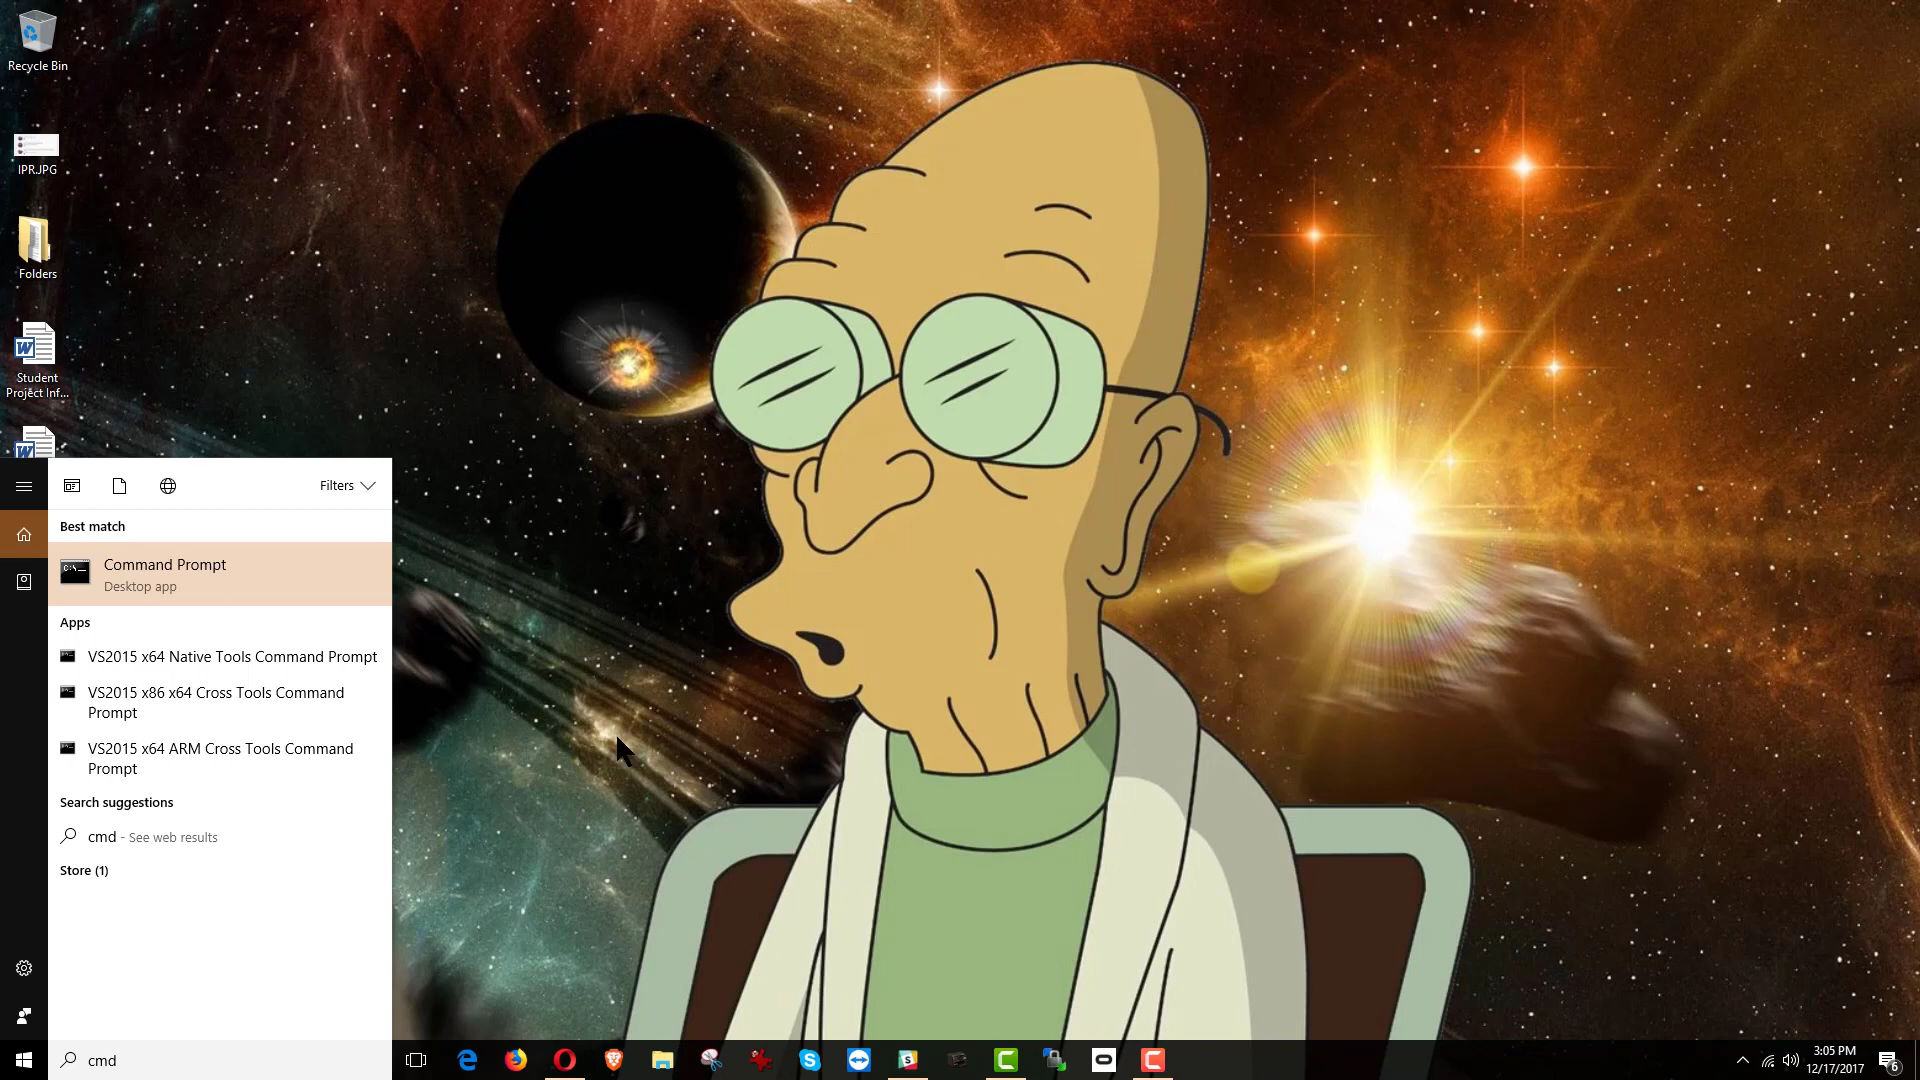 Recycle Bin
IPR.JPG
Folders
Student
Project Inf...
Filters
Best match
Command Prompt
Desktop app
Apps
VS2015 x64 Native Tools Command Prompt
VS2015 x86 x64 Cross Tools Command
Prompt
VS2015 x64 ARM Cross Tools Command
Prompt
Search suggestions
cmd - See web results
Store (1)
cmd
3:05 PM
12/17/2017
6